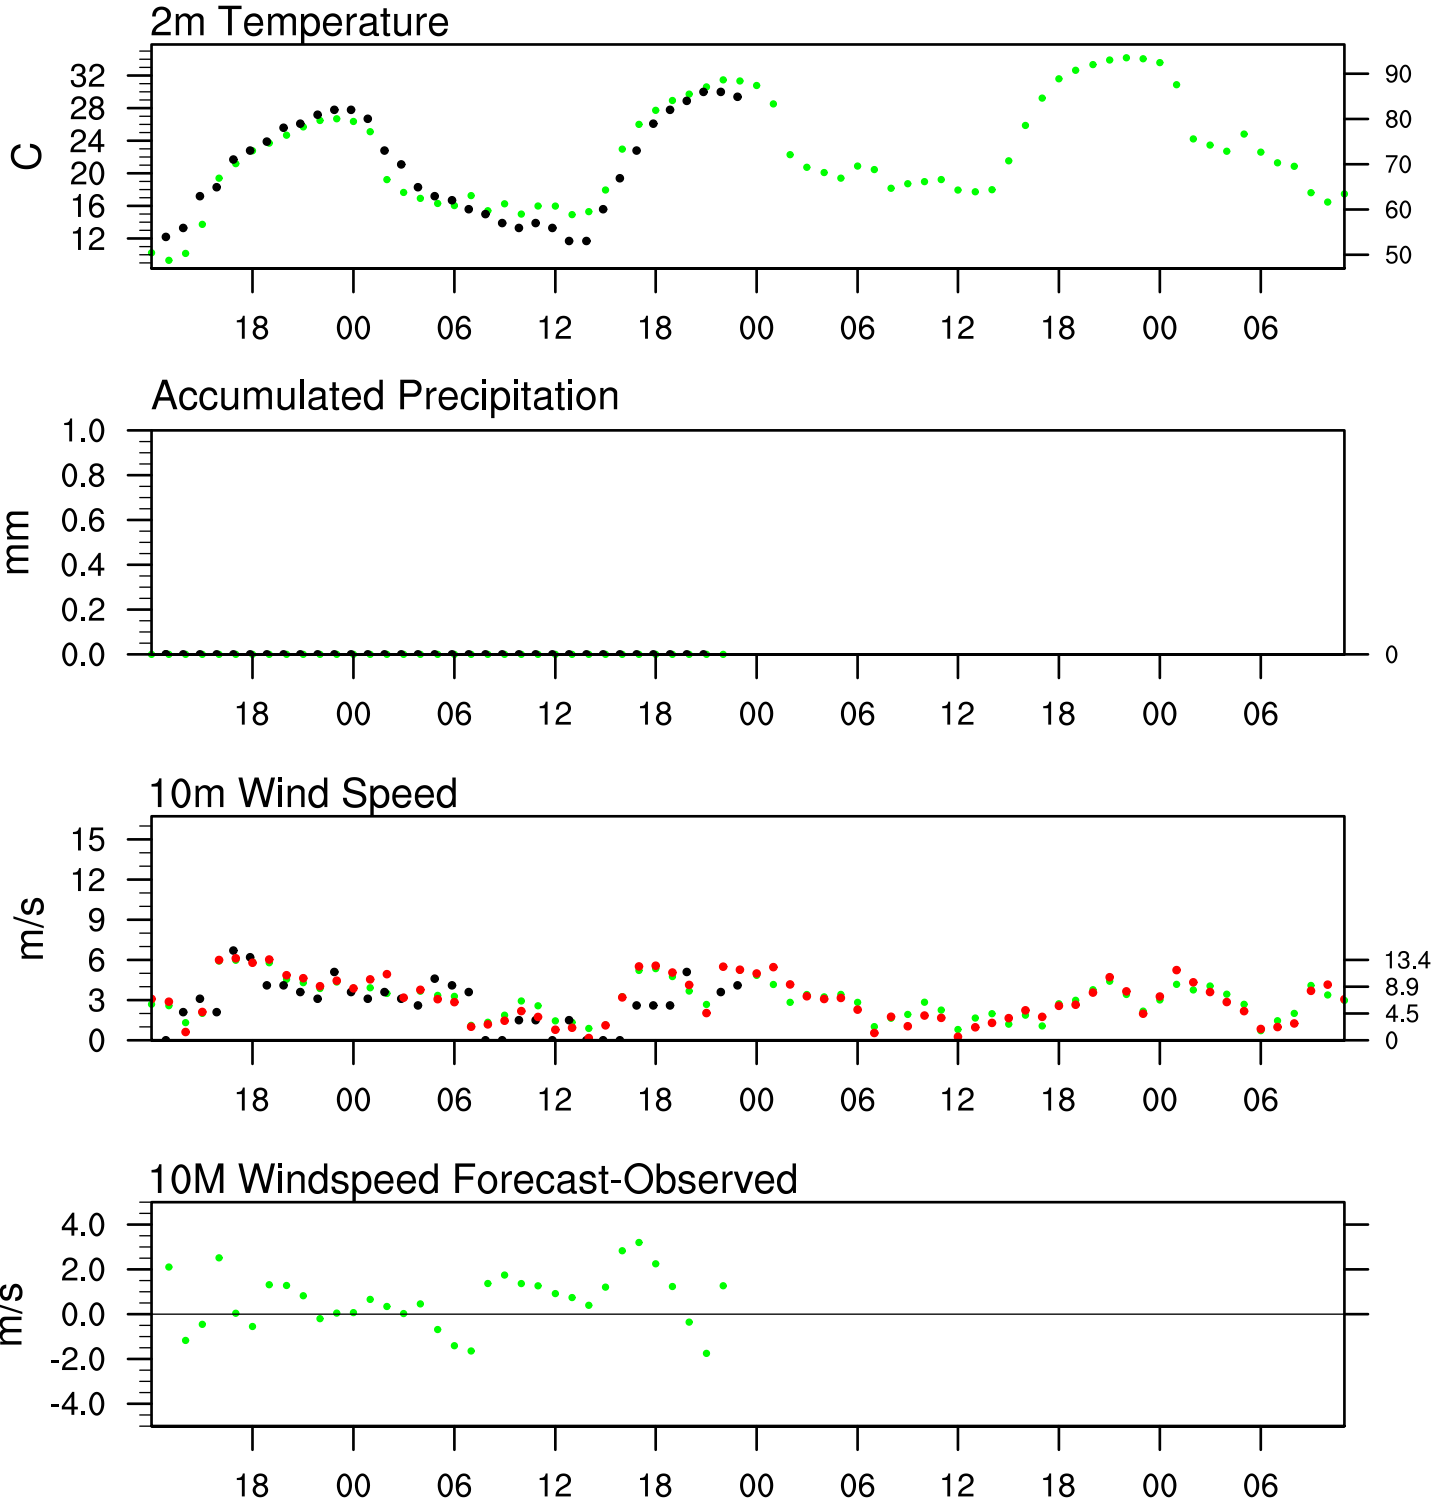 2m Temperature
32
28
24
20
16
12
C
90
80
70
60
50
18 00 06 12 18 00 06 12 18 00 06
Accumulated Precipitation
1.0
0.8
0.6
0.4
0.2
0.0
mm
0
18 00 06 12 18 00 06 12 18 00 06
10m Wind Speed
15
12
9
6
3
0
m/s
13.4
8.9
4.5
0
18 00 06 12 18 00 06 12 18 00 06
10M Windspeed Forecast-Observed
4.0
2.0
0.0
-2.0
-4.0
m/s
18 00 06 12 18 00 06 12 18 00 06